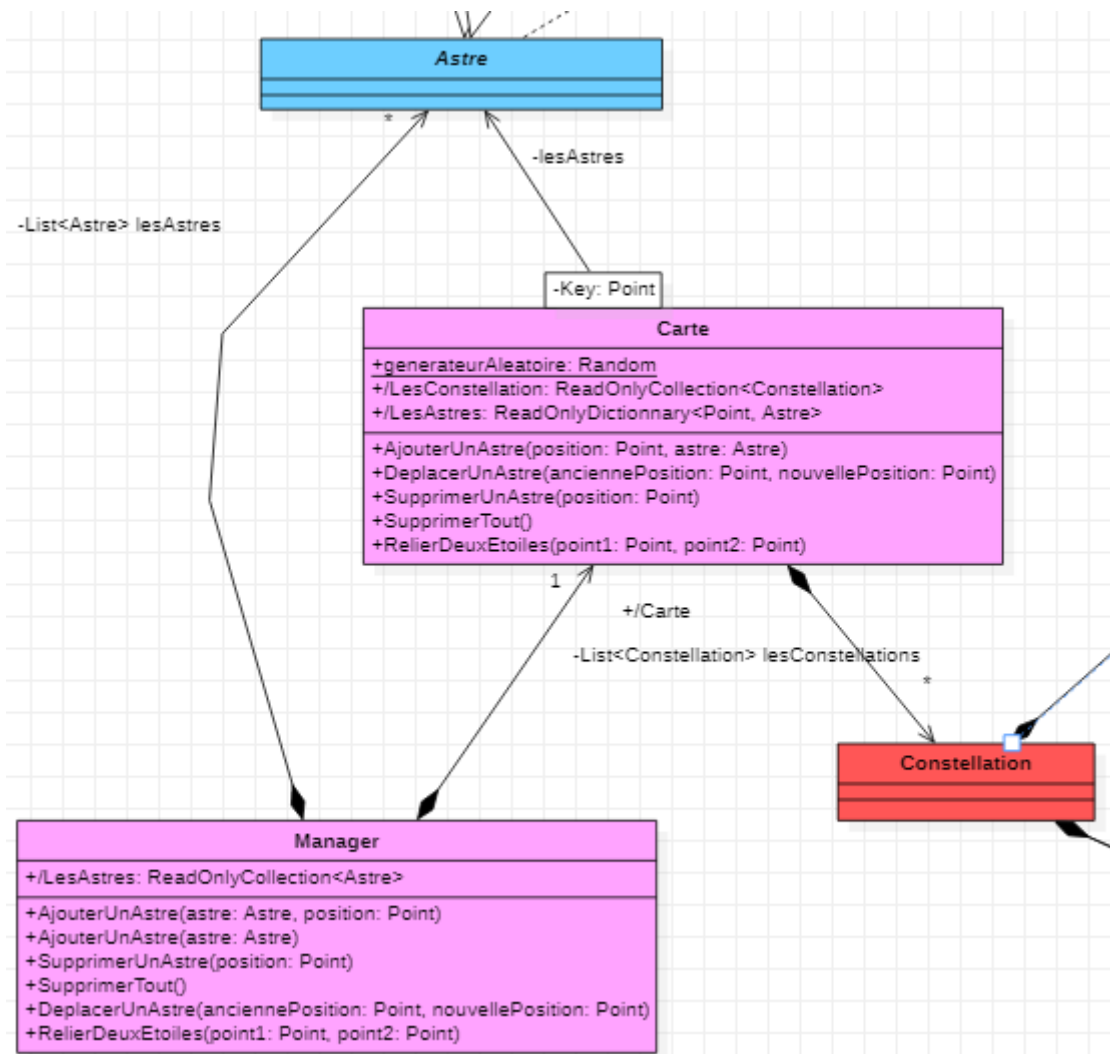 Astre
*
-lesAstres
-List<Astre> lesAstres
-Key: Point
Carte
+generateurAleatoire: Random
+/LesConstellation: ReadOnlyCollection<Constellation>
+/LesAstres: ReadOnlyDictionnary<Point, Astre>
+AjouterUnAstre(position: Point, astre: Astre)
+DeplacerUnAstre(anciennePosition: Point, nouvellePosition: Point)
+SupprimerUnAstre(position: Point)
+SupprimerTout()
+RelierDeuxEtoiles(point1: Point, point2: Point)
1
+/Carte
-List<Constellation> lesConstellations
*
Constellation
Manager
+/LesAstres: ReadOnlyCollection<Astre>
+AjouterUnAstre(astre: Astre, position: Point)
+AjouterUnAstre(astre: Astre)
+SupprimerUnAstre(position: Point)
+SupprimerTout()
+DeplacerUnAstre(anciennePosition: Point, nouvellePosition: Point)
+RelierDeuxEtoiles(point1: Point, point2: Point)